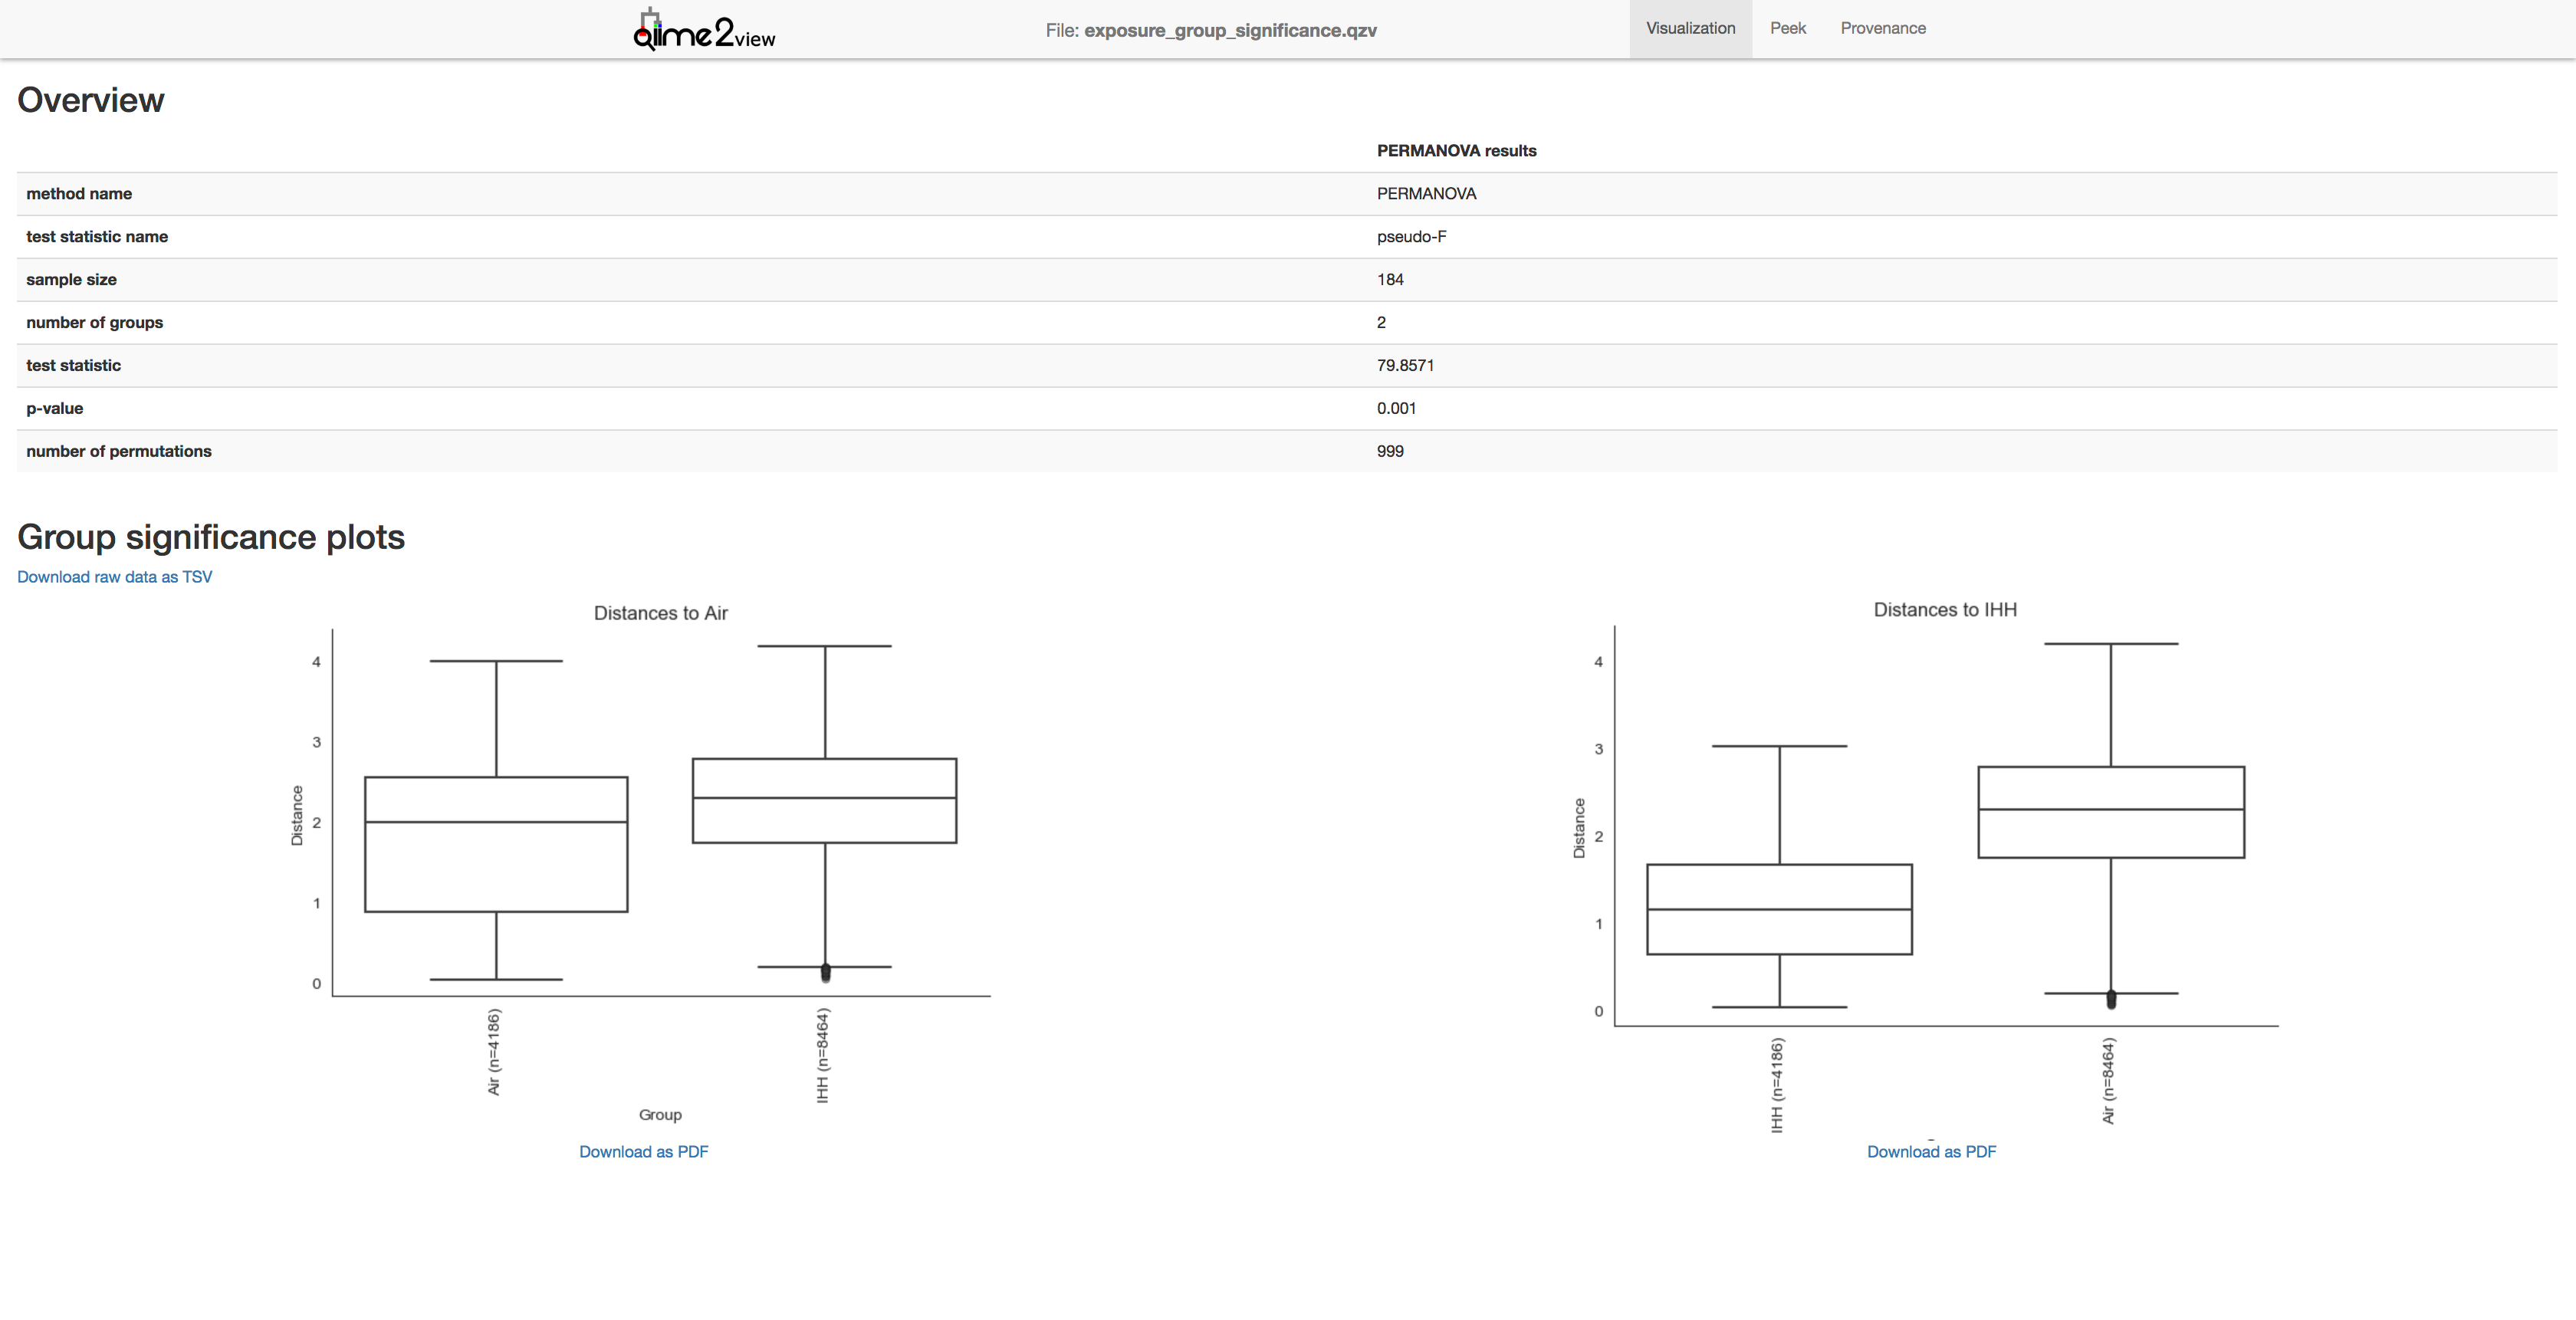 qiime2view File: exposure_group_significance.qzv Visualization Peek Provenance
Overview
PERMANOVA results
method name PERMANOVA
test statistic name pseudo-F
sample size 184
number of groups 2
test statistic 79.8571
p-value 0.001
number of permutations 999
Group significance plots
Download raw data as TSV
Distances to Air
4
3
2
1
0
Distance
Air (n=4186)
IHH (n=8464)
Group
Download as PDF
Distances to IHH
4
3
2
1
0
Distance
IHH (n=4186)
Air (n=8464)
Download as PDF